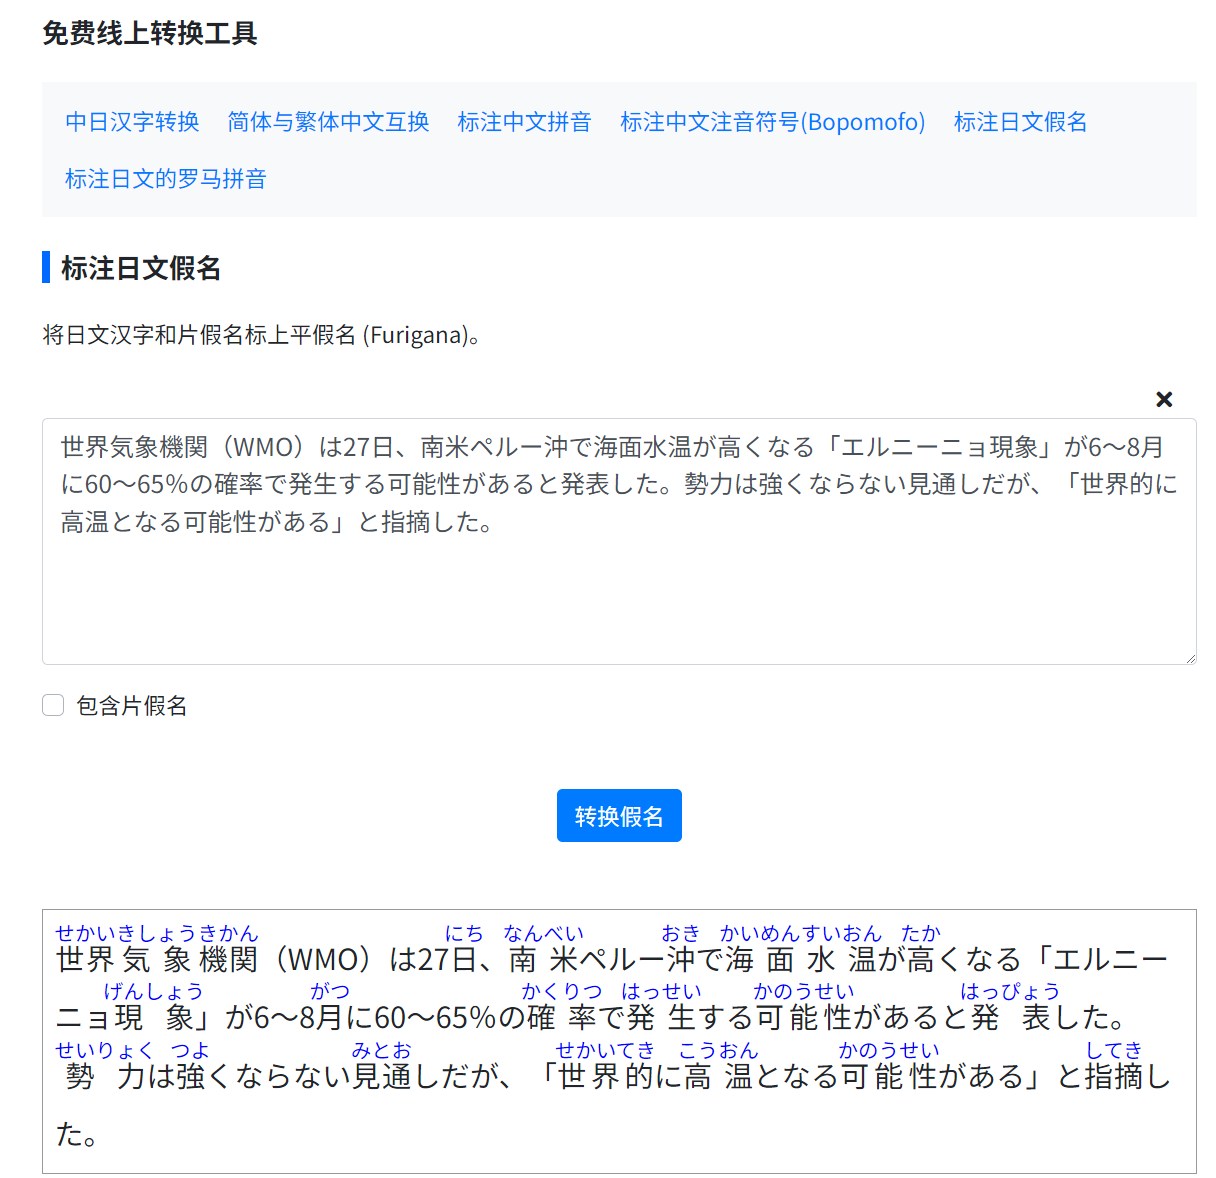 免费线上转换工具
中日汉字转换 简体与繁体中文互换 标注中文拼音 标注中文注音符号(Bopomofo) 标注日文假名
标注日文的罗马拼音
标注日文假名
将日文汉字和片假名标上平假名 (Furigana)。
世界気象機関（WMO）は27日、南米ペルー沖で海面水温が高くなる「エルニーニョ現象」が6～8月
に60～65%の確率で発生する可能性があると発表した。勢力は強くならない見通しだが、「世界的に
高温となる可能性がある」と指摘した。
包含片假名
转换假名
せかいきしょうきかん にち なんべい おき かいめんすいおん たか
世界気象機関（WMO）は27日、南米ペルー沖で海面水温が高くなる「エルニー
げんしょう がつ かくりつ はっせい かのうせい はっぴょう
ニョ現象」が6～8月に60～65%の確率で発生する可能性があると発表した。
せいりょく つよ みとお せかいてき こうおん かのうせい してき
勢力は強くならない見通しだが、「世界的に高温となる可能性がある」と指摘し
た。